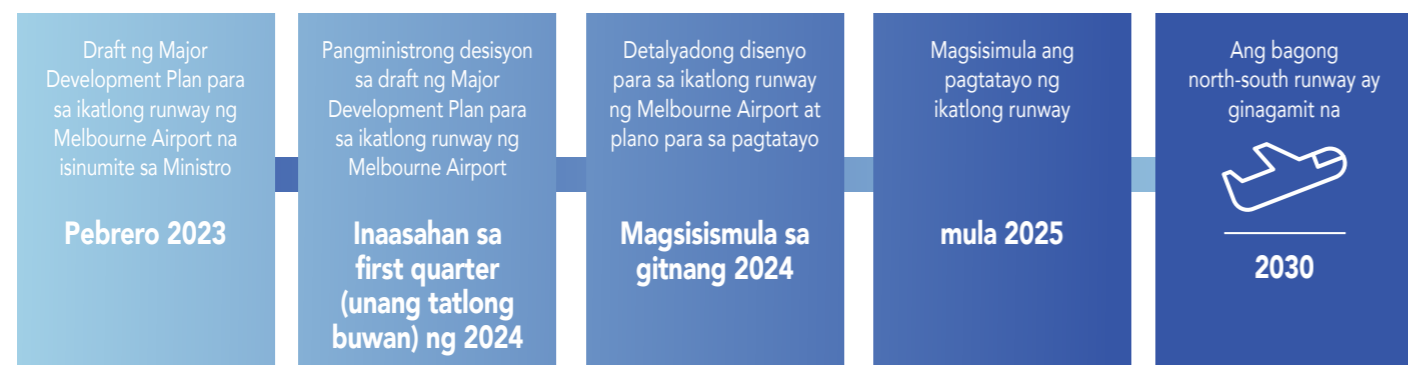 Draft ng Major
Development Plan para
sa ikatlong runway ng
Melbourne Airport na
isinumite sa Ministro
Pebrero 2023
Pangministrong desisyon
sa draft ng Major
Development Plan para
sa ikatlong runway ng
Melbourne Airport
Inaasahan sa
first quarter
(unang tatlong
buwan) ng 2024
Detalyadong disenyo
para sa ikatlong runway
ng Melbourne Airport at
plano para sa pagtatayo
Magsisismula sa
gitnang 2024
Magsisimula ang
pagtatayo ng
ikatlong runway
mula 2025
Ang bagong
north-south runway ay
ginagamit na
2030